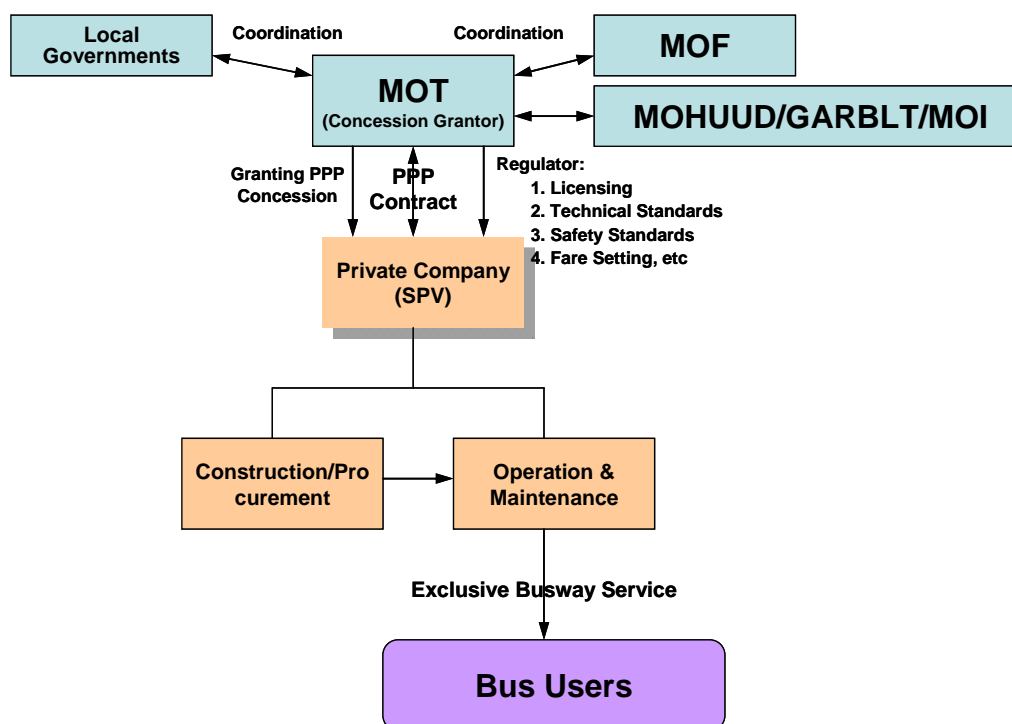 Local
Governments
Coordination
Coordination
MOF
MOT
(Concession Grantor)
MOHUUD/GARBLT/MOI
Granting PPP
Concession
PPP
Contract
Regulator:
1. Licensing
2. Technical Standards
3. Safety Standards
4. Fare Setting, etc
Private Company
(SPV)
Construction/Pro
curement
Operation &
Maintenance
Exclusive Busway Service
Bus Users